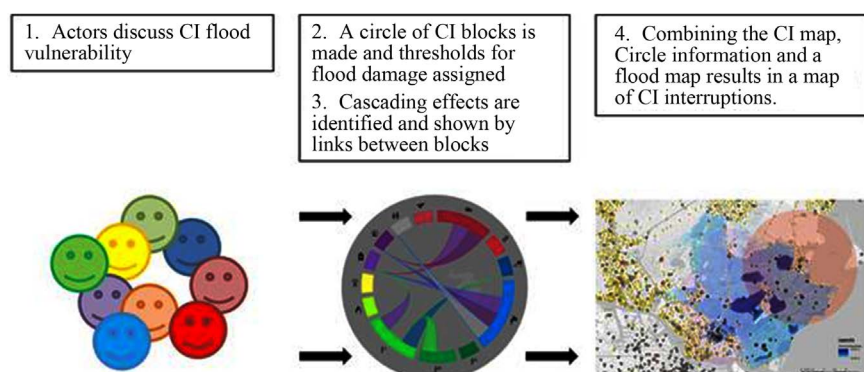 1. Actors discuss CI flood
vulnerability
2. A circle of CI blocks is
made and thresholds for
flood damage assigned
3. Cascading effects are
identified and shown by
links between blocks
4. Combining the CI map,
Circle information and a
flood map results in a map
of CI interruptions.